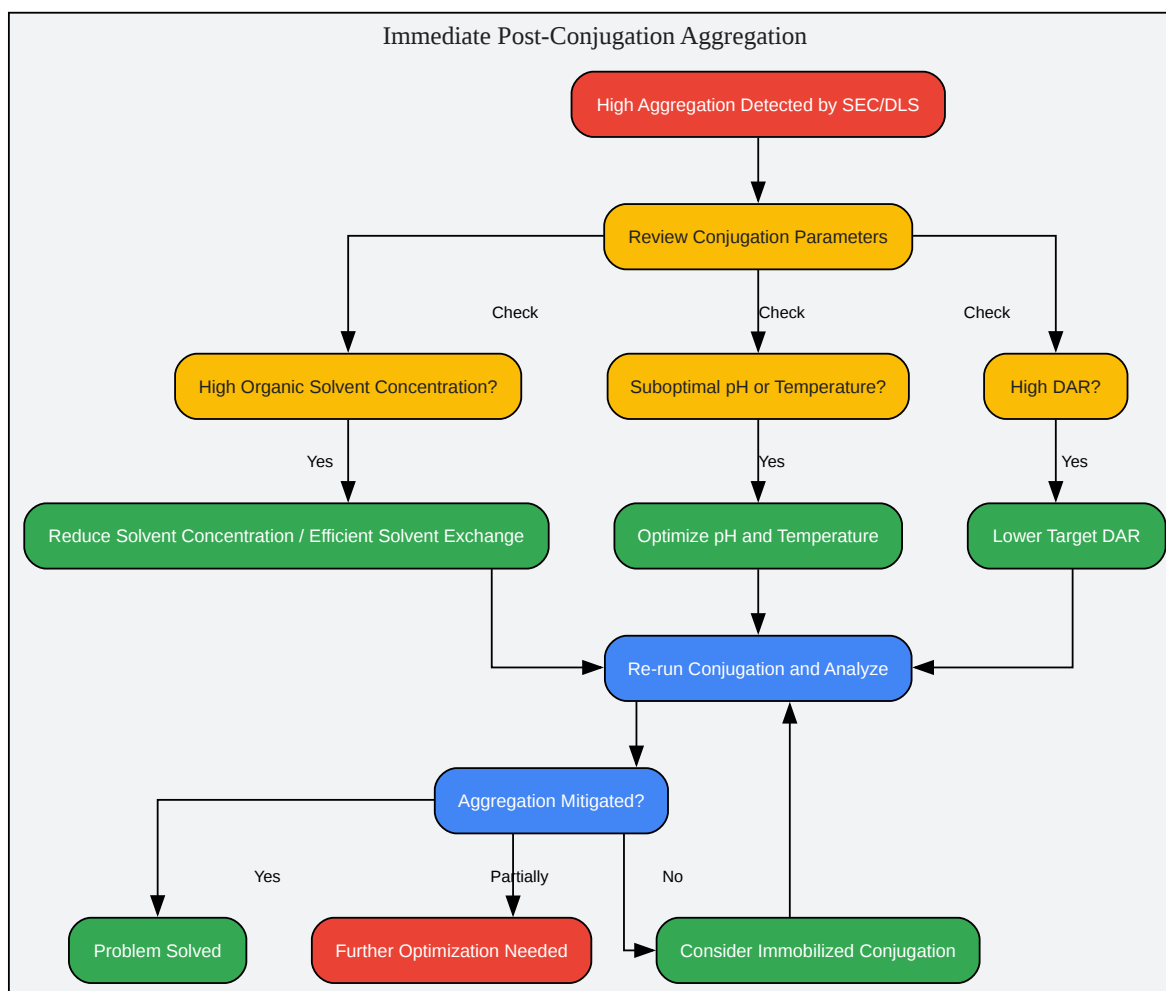 Immediate Post-Conjugation Aggregation
High Aggregation Detected by SEC/DLS
Review Conjugation Parameters
Check
Check
Check
High Organic Solvent Concentration?
Suboptimal pH or Temperature?
High DAR?
Yes
Yes
Yes
Reduce Solvent Concentration / Efficient Solvent Exchange
Optimize pH and Temperature
Lower Target DAR
Re-run Conjugation and Analyze
Aggregation Mitigated?
Yes
Partially
No
Problem Solved
Further Optimization Needed
Consider Immobilized Conjugation